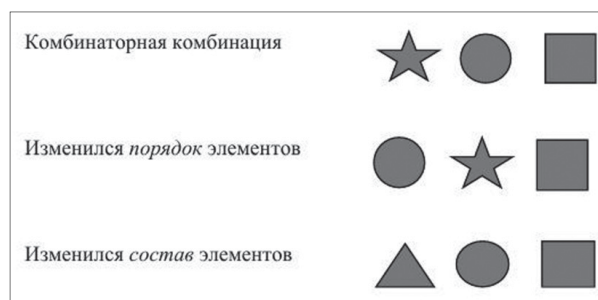 Комбинаторная комбинация
Изменился порядок элементов
Изменился состав элементов